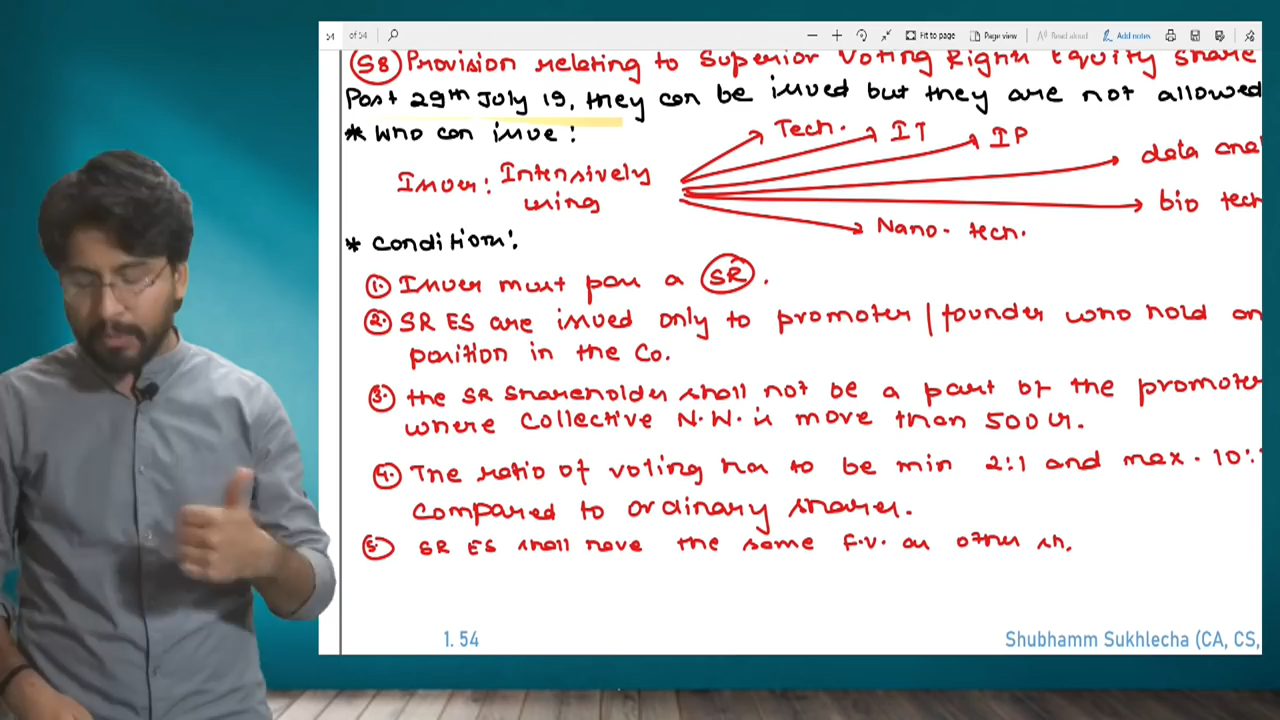 54 of 54 Fit to page Page view Read aloud Add notes
58 Provision relating to Superior Voting Right Equity Share
Post 29th July 19, they can be issued but they are not allowed
* Who can issue:
Tech. IT IP data anal
Issuer: Intensively using
bio tech
Nano-tech.
* Condition:
1. Issuer must pass a SR.
2. SR ES are issued only to promoter / founder who hold an
position in the Co.
3. the SR Shareholder shall not be a part of the promoter
where Collective N.W. is more than 500 cr.
4. The ratio of voting has to be min 2:1 and max. 10:1
compared to ordinary shares.
5. SR ES shall have the same f.v. as other sh.
1. 54
Shubhamm Sukhlecha (CA, CS,